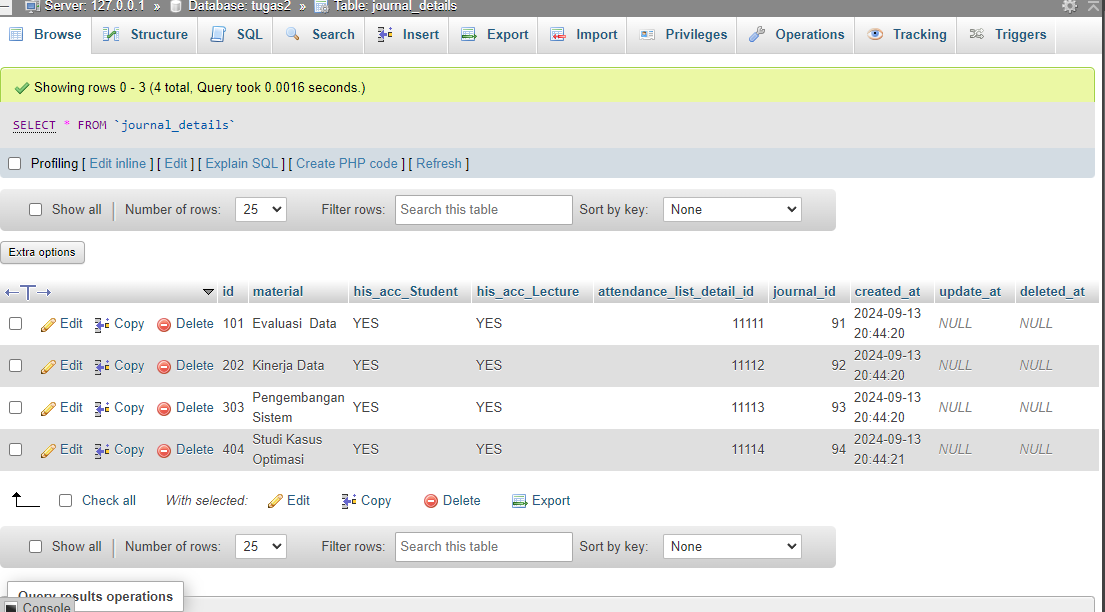 Server: 127.0.0.1 » Database: tugas2 » Table: journal_details
Browse Structure SQL Search Insert Export Import Privileges Operations Tracking Triggers
Showing rows 0 - 3 (4 total, Query took 0.0016 seconds.)
SELECT * FROM `journal_details`
Profiling [ Edit inline ] [ Edit ] [ Explain SQL ] [ Create PHP code ] [ Refresh ]
Show all Number of rows: 25 Filter rows: Search this table Sort by key: None
Extra options
id material his_acc_Student his_acc_Lecture attendance_list_detail_id journal_id created_at update_at deleted_at
Edit Copy Delete 101 Evaluasi Data YES YES 11111 91 2024-09-13 20:44:20 NULL NULL
Edit Copy Delete 202 Kinerja Data YES YES 11112 92 2024-09-13 20:44:20 NULL NULL
Edit Copy Delete 303 Pengembangan Sistem YES YES 11113 93 2024-09-13 20:44:20 NULL NULL
Edit Copy Delete 404 Studi Kasus Optimasi YES YES 11114 94 2024-09-13 20:44:21 NULL NULL
Check all With selected: Edit Copy Delete Export
Show all Number of rows: 25 Filter rows: Search this table Sort by key: None
Query results operations
Console